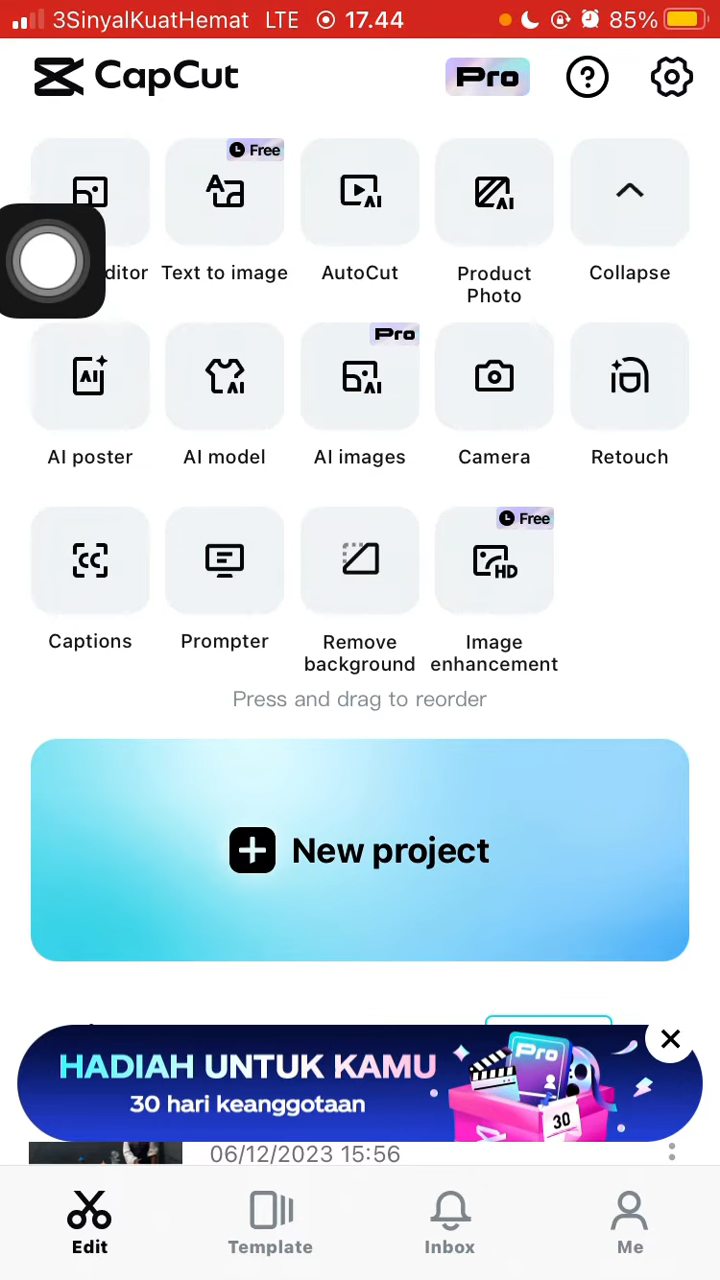 3SinyalKuatHemat LTE 17.44 85%
CapCut Pro
Free
ditor Text to image AutoCut Product Photo Collapse
Pro
AI poster AI model AI images Camera Retouch
Free
Captions Prompter Remove background Image enhancement
Press and drag to reorder
New project
HADIAH UNTUK KAMU
30 hari keanggotaan
Pro
30
06/12/2023 15:56
Edit Template Inbox Me